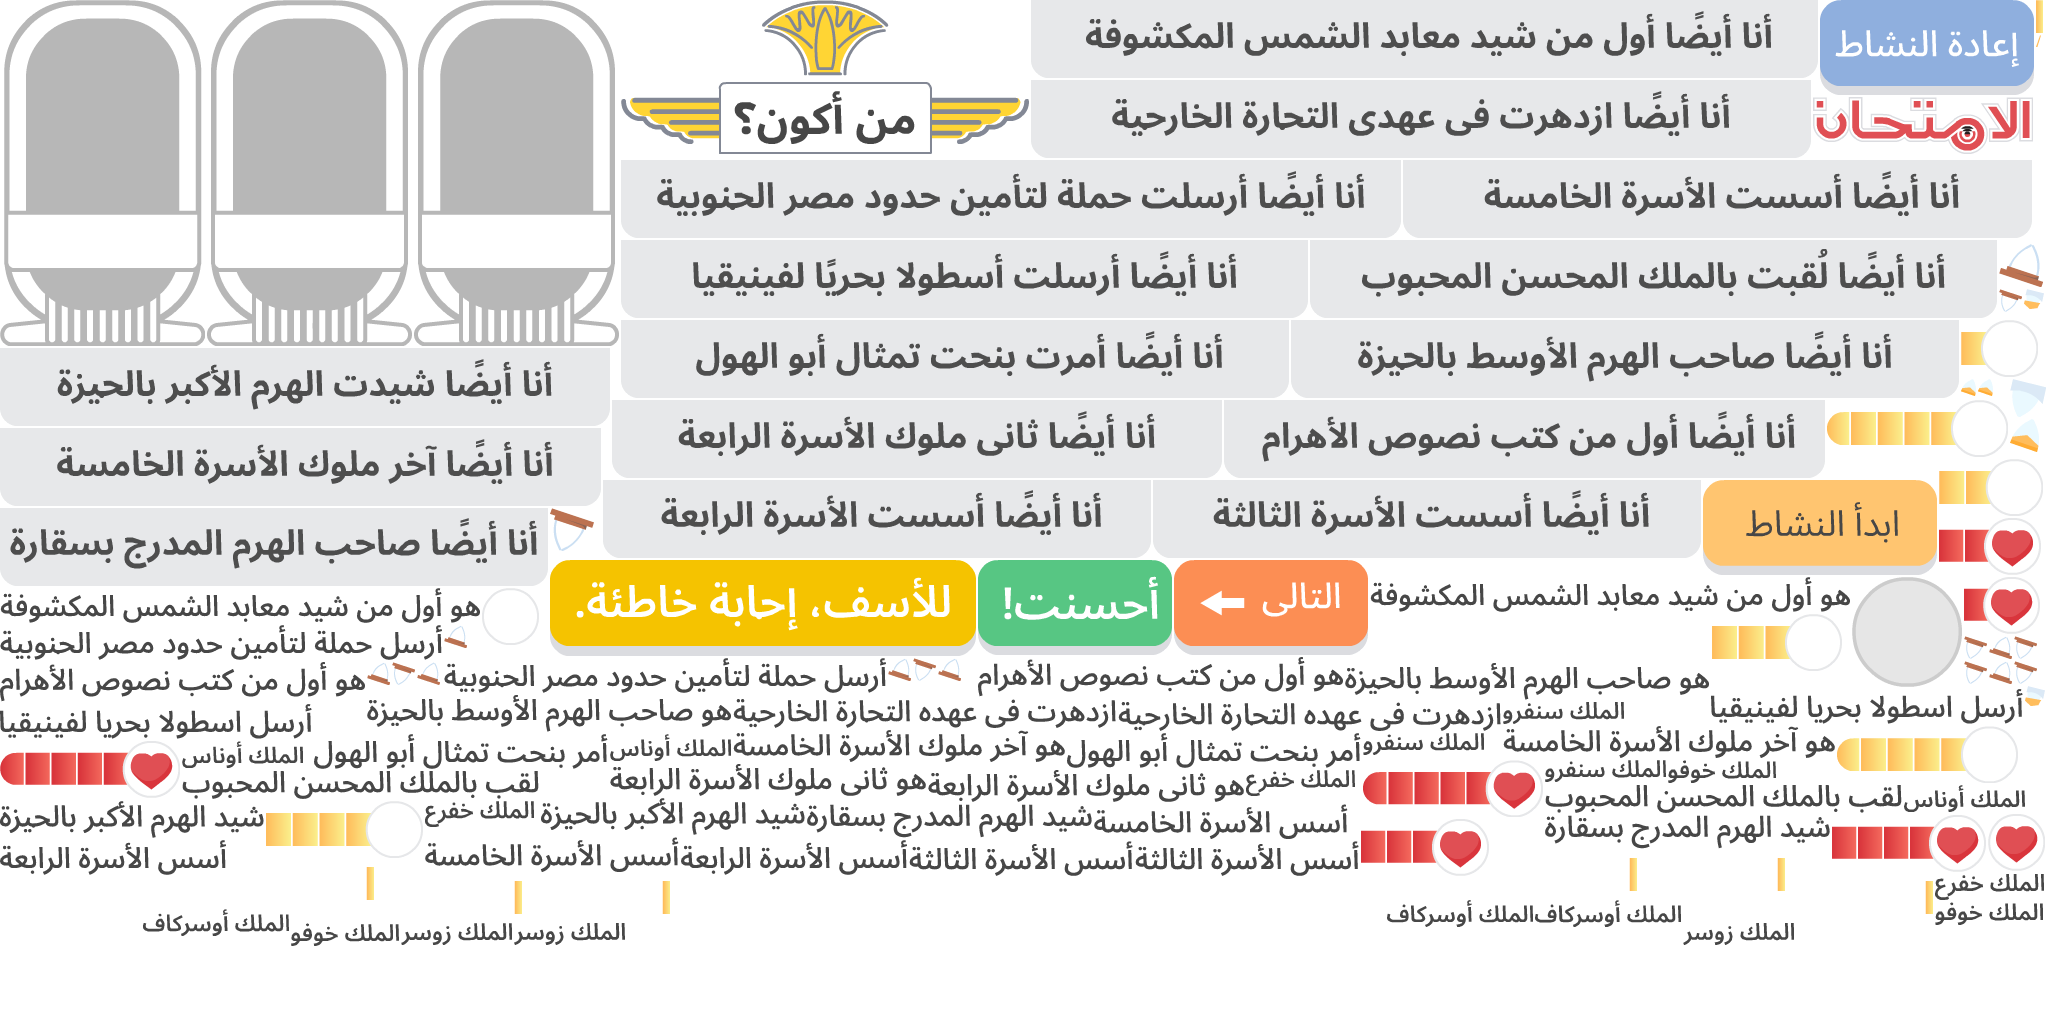 أنا أيضًا أول من شيد معابد الشمس المكشوفة
إعادة النشاط
من أكون؟
أنا أيضًا ازدهرت فى عهدى التجارة الخارجية
الامتحان
أنا أيضًا أسست الأسرة الخامسة
أنا أيضًا أرسلت حملة لتأمين حدود مصر الجنوبية
أنا أيضًا لُقبت بالملك المحسن المحبوب
أنا أيضًا أرسلت أسطولا بحريًا لفينيقيا
أنا أيضًا صاحب الهرم الأوسط بالجيزة
أنا أيضًا أمرت بنحت تمثال أبو الهول
أنا أيضًا شيدت الهرم الأكبر بالجيزة
أنا أيضًا أول من كتب نصوص الأهرام
أنا أيضًا ثانى ملوك الأسرة الرابعة
أنا أيضًا آخر ملوك الأسرة الخامسة
ابدأ النشاط
أنا أيضًا أسست الأسرة الثالثة
أنا أيضًا أسست الأسرة الرابعة
أنا أيضًا صاحب الهرم المدرج بسقارة
هو أول من شيد معابد الشمس المكشوفة
التالى
أحسنت!
للأسف، إجابة خاطئة.
هو أول من شيد معابد الشمس المكشوفة
أرسل حملة لتأمين حدود مصر الجنوبية
هو صاحب الهرم الأوسط بالجيزة
هو أول من كتب نصوص الأهرام
أرسل حملة لتأمين حدود مصر الجنوبية
هو أول من كتب نصوص الأهرام
أرسل اسطولا بحريا لفينيقيا
الملك سنفرو
ازدهرت فى عهده التجارة الخارجية
ازدهرت فى عهده التجارة الخارجية
هو صاحب الهرم الأوسط بالجيزة
أرسل اسطولا بحريا لفينيقيا
هو آخر ملوك الأسرة الخامسة
الملك سنفرو
أمر بنحت تمثال أبو الهول
هو آخر ملوك الأسرة الخامسة
الملك أوناس
أمر بنحت تمثال أبو الهول
الملك أوناس
الملك خوفو
الملك سنفرو
الملك أوناس
لقب بالملك المحسن المحبوب
الملك خفرع
هو ثانى ملوك الأسرة الرابعة
هو ثانى ملوك الأسرة الرابعة
لقب بالملك المحسن المحبوب
شيد الهرم المدرج بسقارة
أسس الأسرة الخامسة
شيد الهرم المدرج بسقارة
شيد الهرم الأكبر بالجيزة
الملك خفرع
شيد الهرم الأكبر بالجيزة
أسس الأسرة الثالثة
أسس الأسرة الثالثة
أسس الأسرة الرابعة
أسس الأسرة الخامسة
أسس الأسرة الرابعة
الملك خفرع
الملك خوفو
الملك أوسركاف
الملك أوسركاف
الملك أوسركاف
الملك زوسر
الملك زوسر
الملك زوسر
الملك خوفو